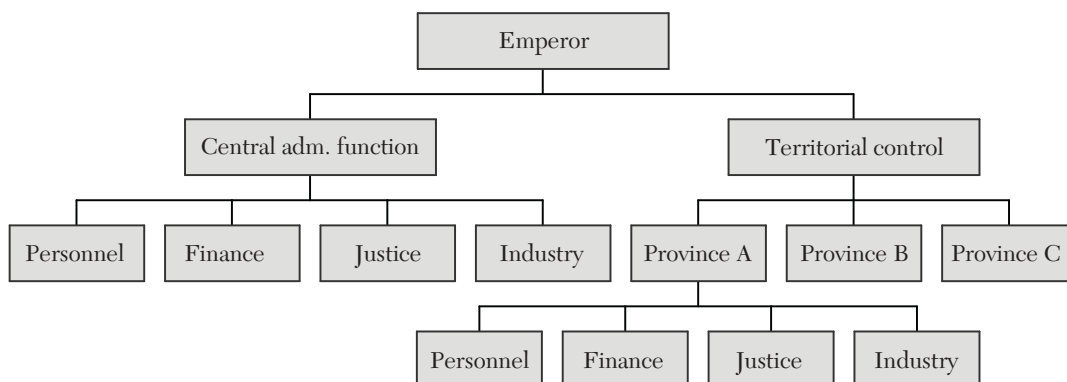 Emperor
Central adm. function
Territorial control
Personnel
Finance
Justice
Industry
Province A
Province B
Province C
Personnel
Finance
Justice
Industry